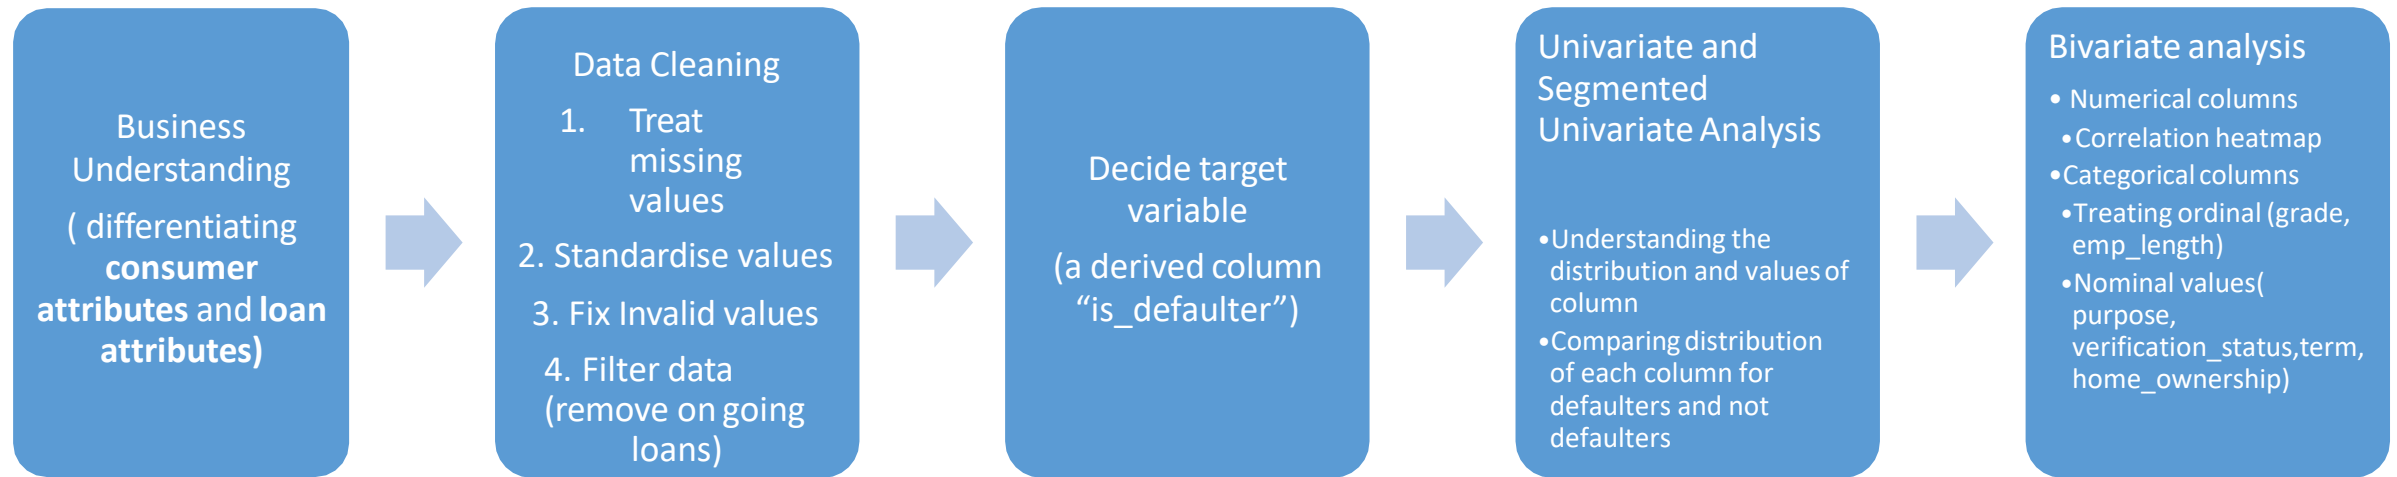 Business
Understanding
( differentiating
consumer
attributes and loan
attributes)
Data Cleaning
1. Treat
missing
values
2. Standardise values
3. Fix Invalid values
4. Filter data
(remove on going
loans)
Decide target
variable
(a derived column
“is_defaulter”)
Univariate and
Segmented
Univariate Analysis
•Understanding the
distribution and values of
column
•Comparing distribution
of each column for
defaulters and not
defaulters
Bivariate analysis
• Numerical columns
•Correlation heatmap
•Categorical columns
•Treating ordinal (grade,
emp_length)
•Nominal values(
purpose,
verification_status,term,
home_ownership)